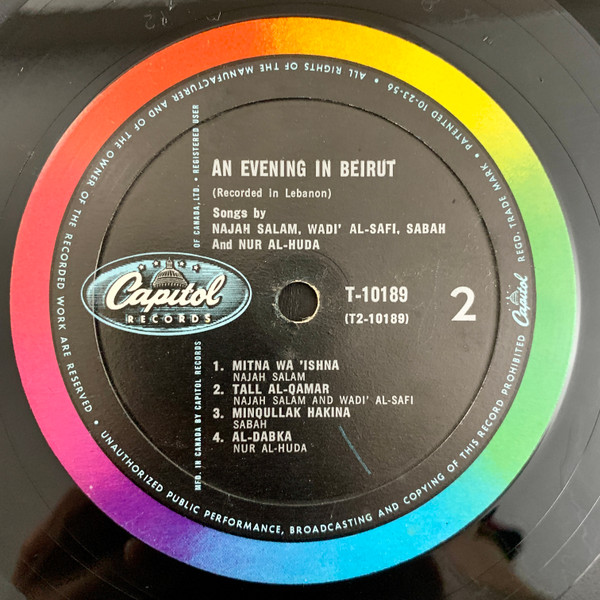 AN EVENING IN BEIRUT
(Recorded in Lebanon)
Songs by
NAJAH SALAM, WADI' AL-SAFI, SABAH
And NUR AL-HUDA
Capitol
RECORDS
T-10189
(T2-10189)
2
1. MITNA WA 'ISHNA
NAJAH SALAM
2. TALL AL-QAMAR
NAJAH SALAM AND WADI' AL-SAFI
3. MINQULLAK HAKINA
SABAH
4. AL-DABKA
NUR AL-HUDA
MFD. IN CANADA BY CAPITOL RECORDS OF CANADA, LTD. • REGISTERED USER
Capitol REGD. TRADE MARK • PATENTED 10-23-56 • ALL RIGHTS OF THE MANUFACTURER AND OF THE OWNER OF THE RECORDED WORK ARE RESERVED • UNAUTHORIZED PUBLIC PERFORMANCE, BROADCASTING AND COPYING OF THIS RECORD PROHIBITED